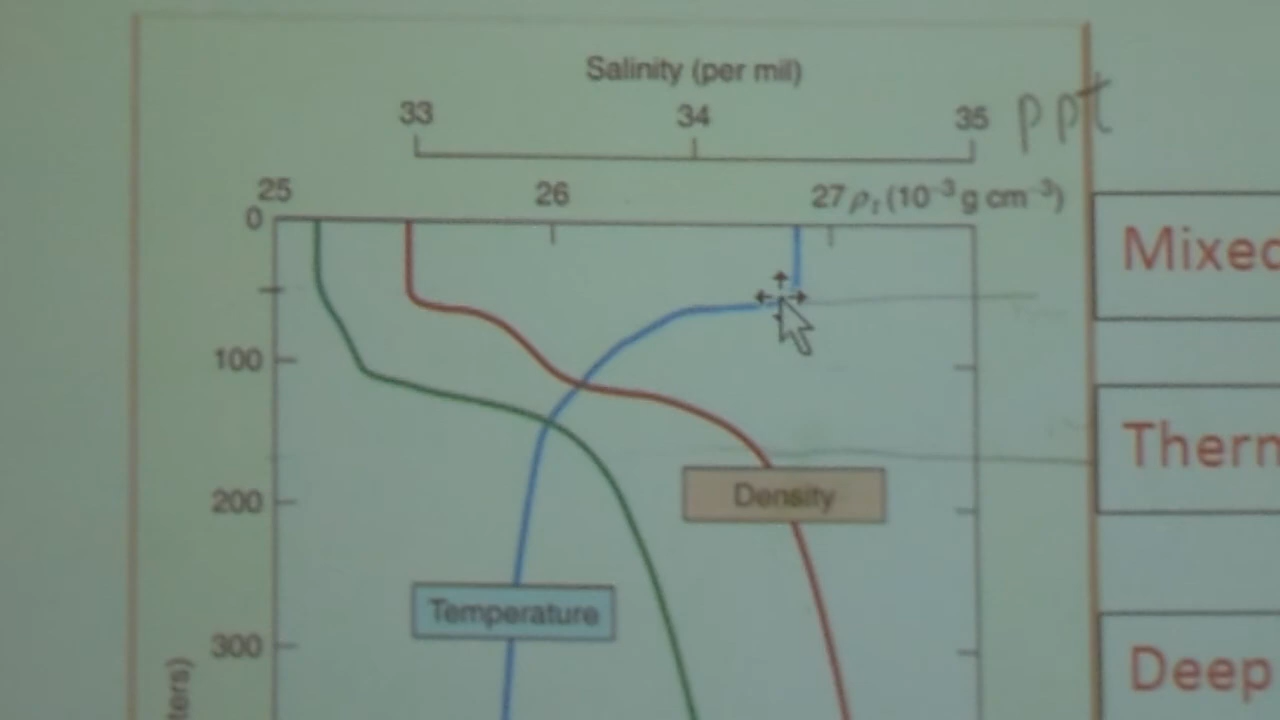 Salinity (per mil)
33 34 35 ppt
25 26 27 ρt (10⁻³ g cm⁻³)
0
Mixed
100
Therm
200
Density
Temperature
300
Deep
ters)